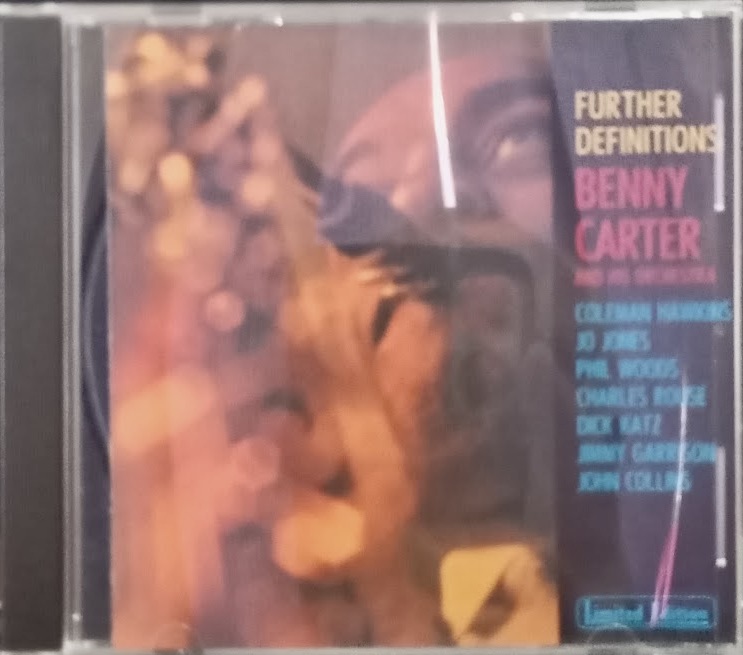 FURTHER
DEFINITIONS
BENNY
CARTER
AND HIS ORCHESTRA
COLEMAN HAWKINS
JO JONES
PHIL WOODS
CHARLES ROUSE
DICK KATZ
JIMMY GARRISON
JOHN COLLINS
Limited Edition